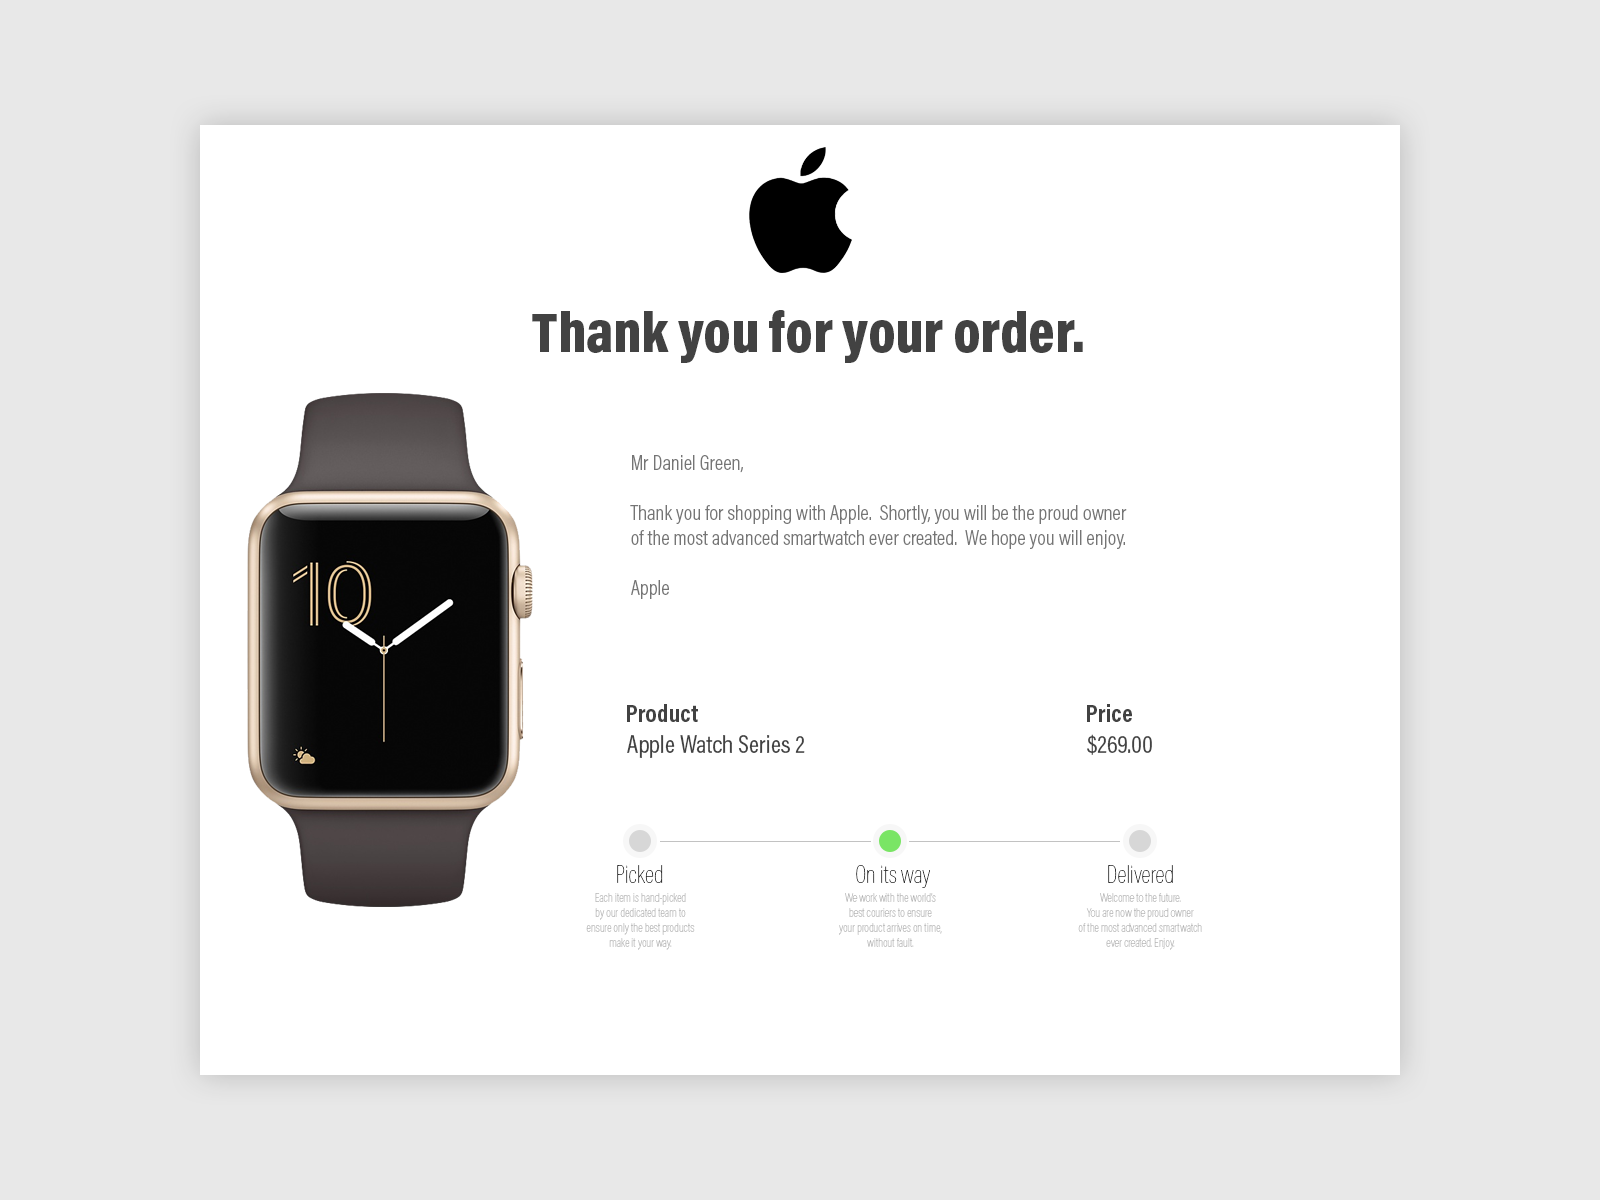 Thank you for your order.
10
Mr Daniel Green,
Thank you for shopping with Apple.  Shortly, you will be the proud owner
of the most advanced smartwatch ever created.  We hope you will enjoy.
Apple
Product
Price
Apple Watch Series 2
$269.00
Picked
Each item is hand-picked
by our dedicated team to
ensure only the best products
make it your way.
On its way
We work with the world's
best couriers to ensure
your product arrives on time,
without fault.
Delivered
Welcome to the future.
You are now the proud owner
of the most advanced smartwatch
ever created. Enjoy.